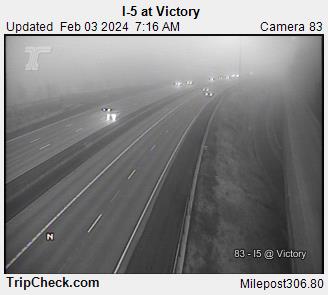 I-5 at Victory
Updated Feb 03 2024 7:16 AM Camera 83
T
N
83 - I5 @ Victory
TripCheck.com Milepost306.80